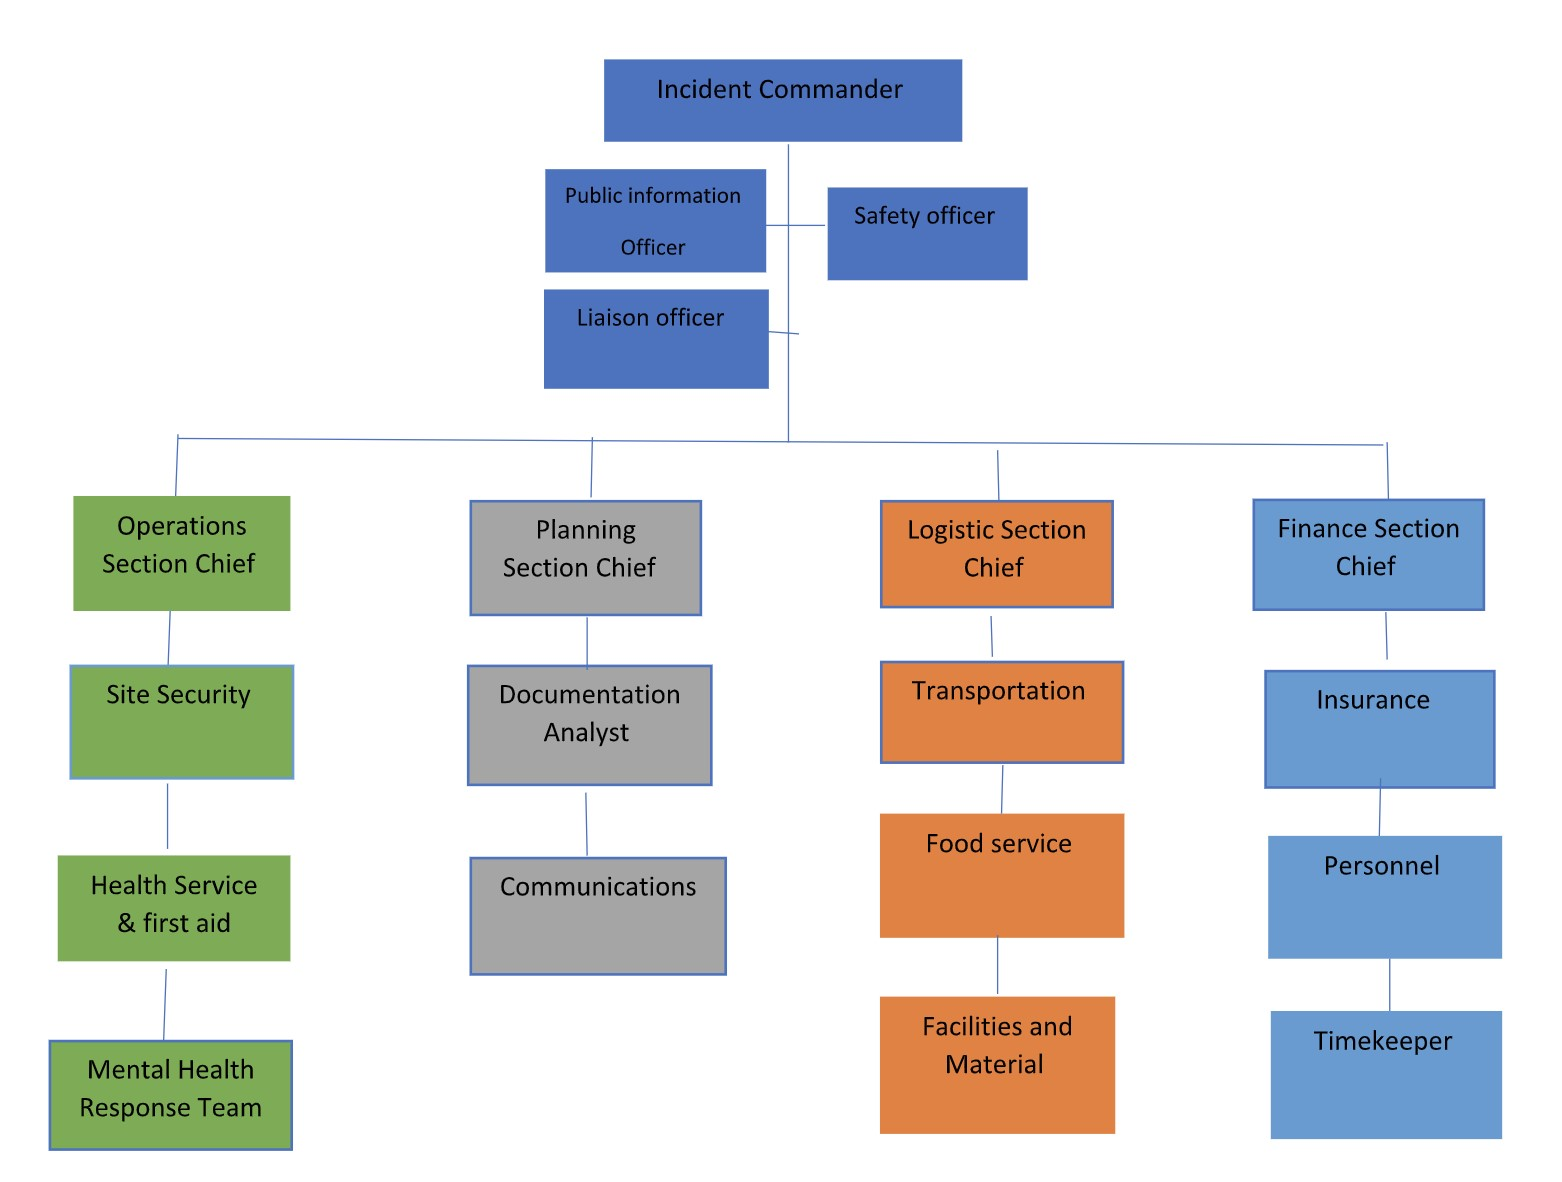 Incident Commander
Public information
Officer
Safety officer
Liaison officer
Operations
Section Chief
Planning
Section Chief
Logistic Section
Chief
Finance Section
Chief
Site Security
Documentation
Analyst
Transportation
Insurance
Health Service
& first aid
Communications
Food service
Personnel
Mental Health
Response Team
Facilities and
Material
Timekeeper